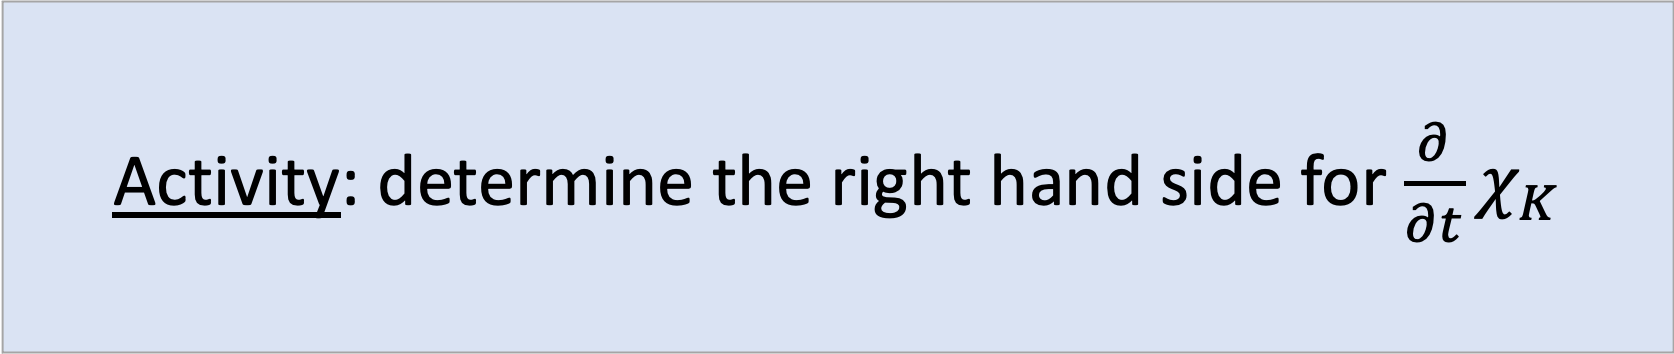 Activity: determine the right hand side for ∂/∂t χ_K